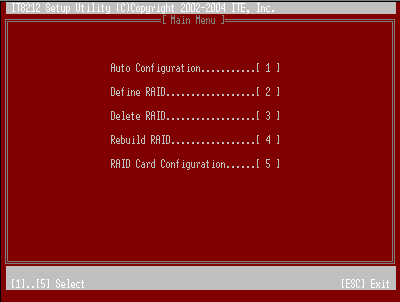 IT8212 Setup Utility (C)Copyright 2002-2004 ITE, Inc.
[ Main Menu ]
Auto Configuration...........[ 1 ]
Define RAID..................[ 2 ]
Delete RAID..................[ 3 ]
Rebuild RAID.................[ 4 ]
RAID Card Configuration......[ 5 ]
[1]..[5] Select [ESC] Exit